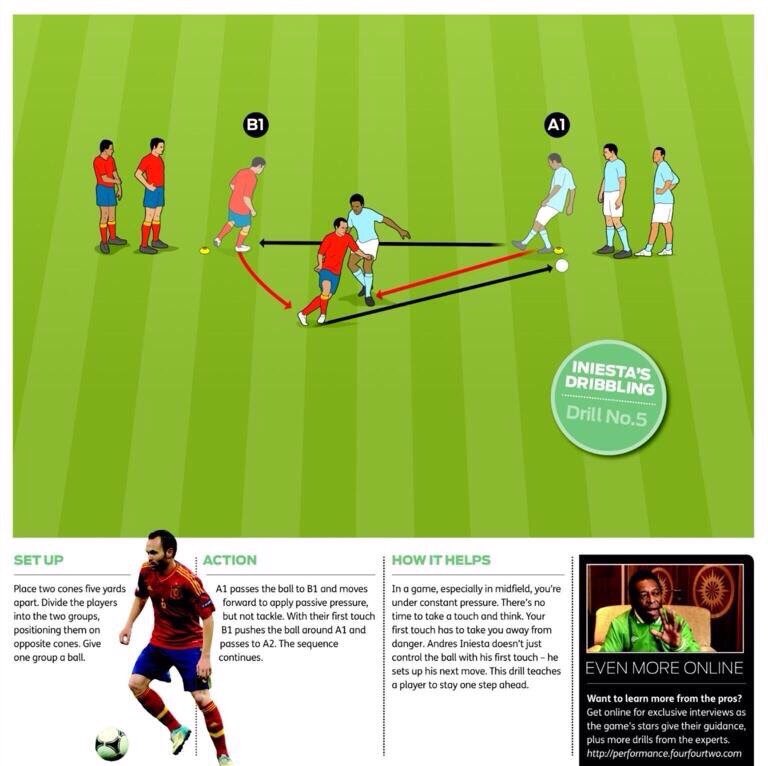 B1
A1
INIESTA'S
DRIBBLING
Drill No.5
SET UP
Place two cones five yards
apart. Divide the players
into the two groups,
positioning them on
opposite cones. Give
one group a ball.
ACTION
A1 passes the ball to B1 and moves
forward to apply passive pressure,
but not tackle. With their first touch
B1 pushes the ball around A1 and
passes to A2. The sequence
continues.
HOW IT HELPS
In a game, especially in midfield, you're
under constant pressure. There's no
time to take a touch and think. Your
first touch has to take you away from
danger. Andres Iniesta doesn't just
control the ball with his first touch – he
sets up his next move. This drill teaches
a player to stay one step ahead.
EVEN MORE ONLINE
Want to learn more from the pros?
Get online for exclusive interviews as
the game's stars give their guidance,
plus more drills from the experts.
http://performance.fourfourtwo.com